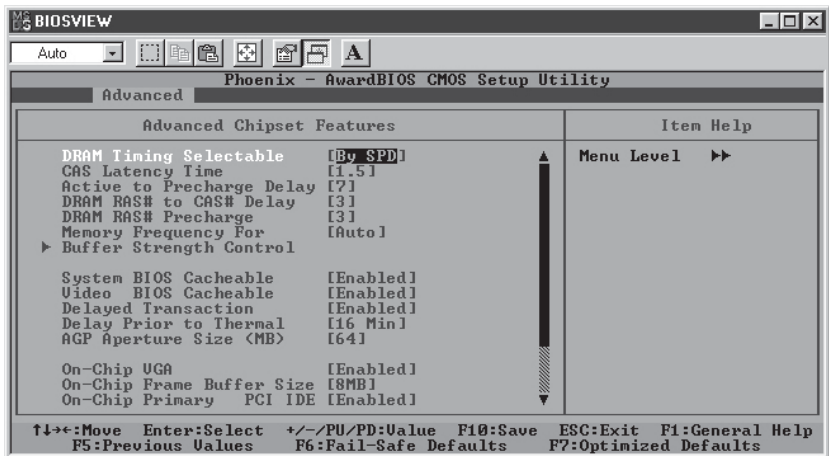 BIOSVIEW
Auto
A
Phoenix - AwardBIOS CMOS Setup Utility
Advanced
Advanced Chipset Features
Item Help
DRAM Timing Selectable [By SPD]
Menu Level ▶▶
CAS Latency Time [1.5]
Active to Precharge Delay [7]
DRAM RAS# to CAS# Delay [3]
DRAM RAS# Precharge [3]
Memory Frequency For [Auto]
▶ Buffer Strength Control
System BIOS Cacheable [Enabled]
Video BIOS Cacheable [Enabled]
Delayed Transaction [Enabled]
Delay Prior to Thermal [16 Min]
AGP Aperture Size (MB) [64]
On-Chip VGA [Enabled]
On-Chip Frame Buffer Size [8MB]
On-Chip Primary PCI IDE [Enabled]
↑↓→←:Move Enter:Select +/-/PU/PD:Value F10:Save ESC:Exit F1:General Help
F5:Previous Values F6:Fail-Safe Defaults F7:Optimized Defaults